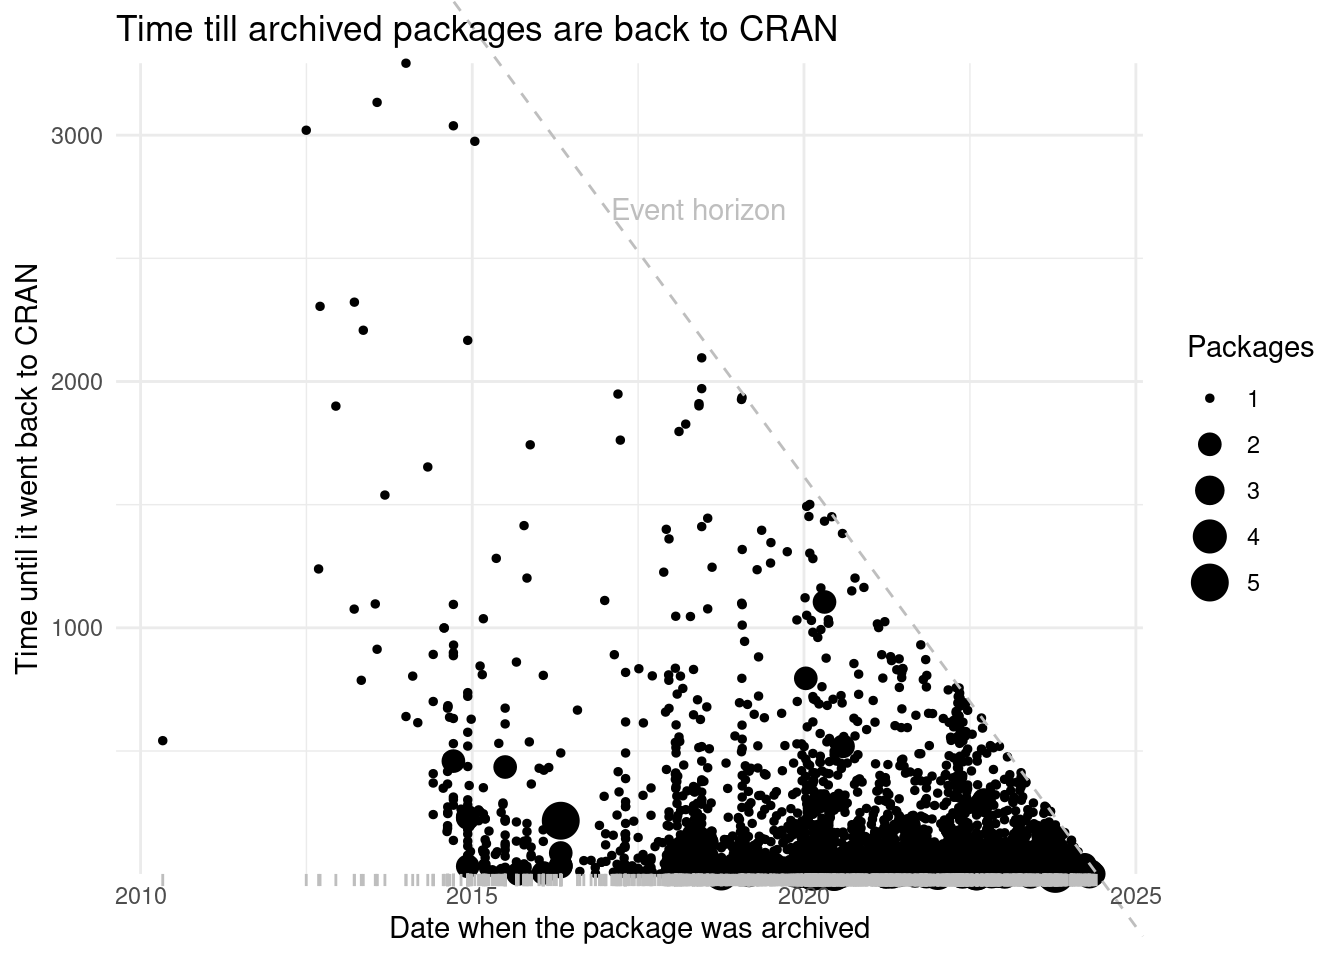 Time till archived packages are back to CRAN
3000
2000
1000
Time until it went back to CRAN
Event horizon
2010
2015
2020
2025
Date when the package was archived
Packages
1
2
3
4
5